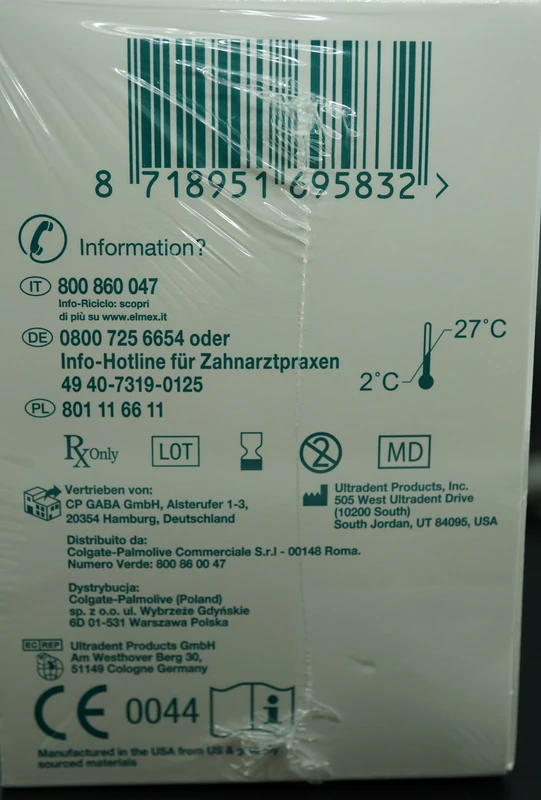 8 718951 695832 >
Information?
IT 800 860 047
Info-Riciclo: scopri
di più su www.elmex.it
DE 0800 725 6654 oder
Info-Hotline für Zahnarztpraxen
49 40-7319-0125
PL 801 11 66 11
27°C
2°C
Rx Only LOT 2 MD
Vertrieben von:
CP GABA GmbH, Alsterufer 1-3,
20354 Hamburg, Deutschland
Ultradent Products, Inc.
505 West Ultradent Drive
(10200 South)
South Jordan, UT 84095, USA
Distribuito da:
Colgate-Palmolive Commerciale S.r.l - 00148 Roma.
Numero Verde: 800 86 00 47
Dystrybucja:
Colgate-Palmolive (Poland)
sp. z o.o. ul. Wybrzeże Gdyńskie
6D 01-531 Warszawa Polska
EC REP Ultradent Products GmbH
Am Westhover Berg 30,
51149 Cologne Germany
CE 0044 i
Manufactured in the USA from US &
sourced materials